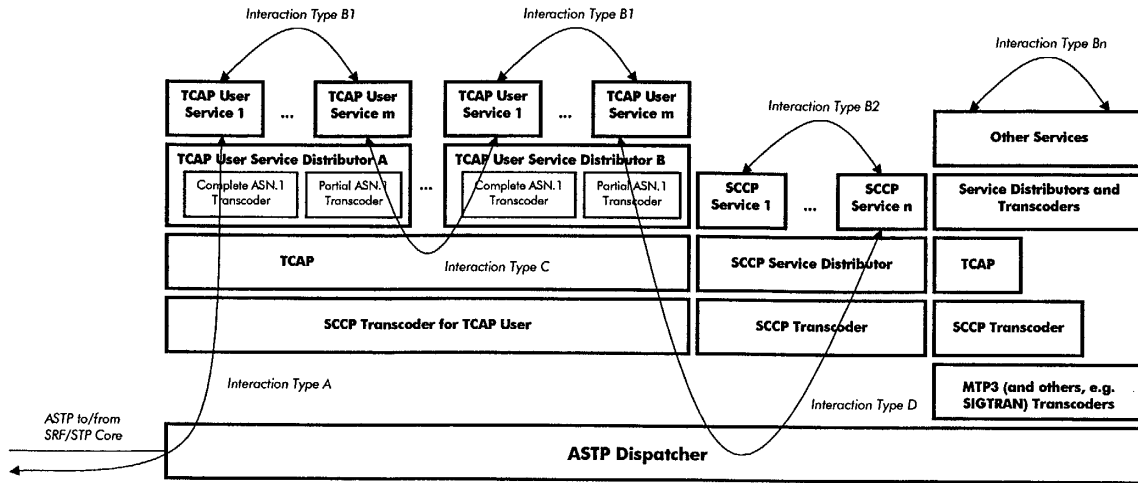 Interaction Type B1
Interaction Type B1
Interaction Type Bn
TCAP User
Service 1
...
TCAP User
Service m
TCAP User
Service 1
...
TCAP User
Service m
Interaction Type B2
Other Services
TCAP User Service Distributor A
Complete ASN.1
Transcoder
Partial ASN.1
Transcoder
...
TCAP User Service Distributor B
Complete ASN.1
Transcoder
Partial ASN.1
Transcoder
SCCP
Service 1
...
SCCP
Service n
Service Distributors and
Transcoders
TCAP
Interaction Type C
SCCP Service Distributor
TCAP
SCCP Transcoder for TCAP User
SCCP Transcoder
SCCP Transcoder
Interaction Type A
Interaction Type D
MTP3 (and others, e.g.
SIGTRAN) Transcoders
ASTP to/from
SRF/STP Core
ASTP Dispatcher